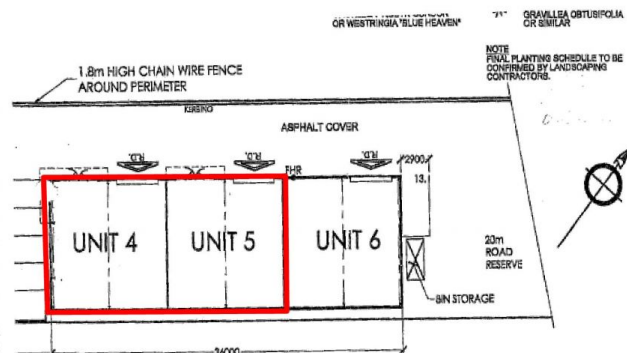 OR WESTRINGIA "BLUE HEAVEN"
GRAVILLEA OBTUSIFOLIA
OR SIMILAR
NOTE
FINAL PLANTING SCHEDULE TO BE
CONFIRMED BY LANDSCAPING
CONTRACTORS.
1.8m HIGH CHAIN WIRE FENCE
AROUND PERIMETER
KERBING
ASPHALT COVER
R.D.
R.D.
R.D.
FHR
2900
13.
UNIT 4
UNIT 5
UNIT 6
20m
ROAD
RESERVE
BIN STORAGE
36000